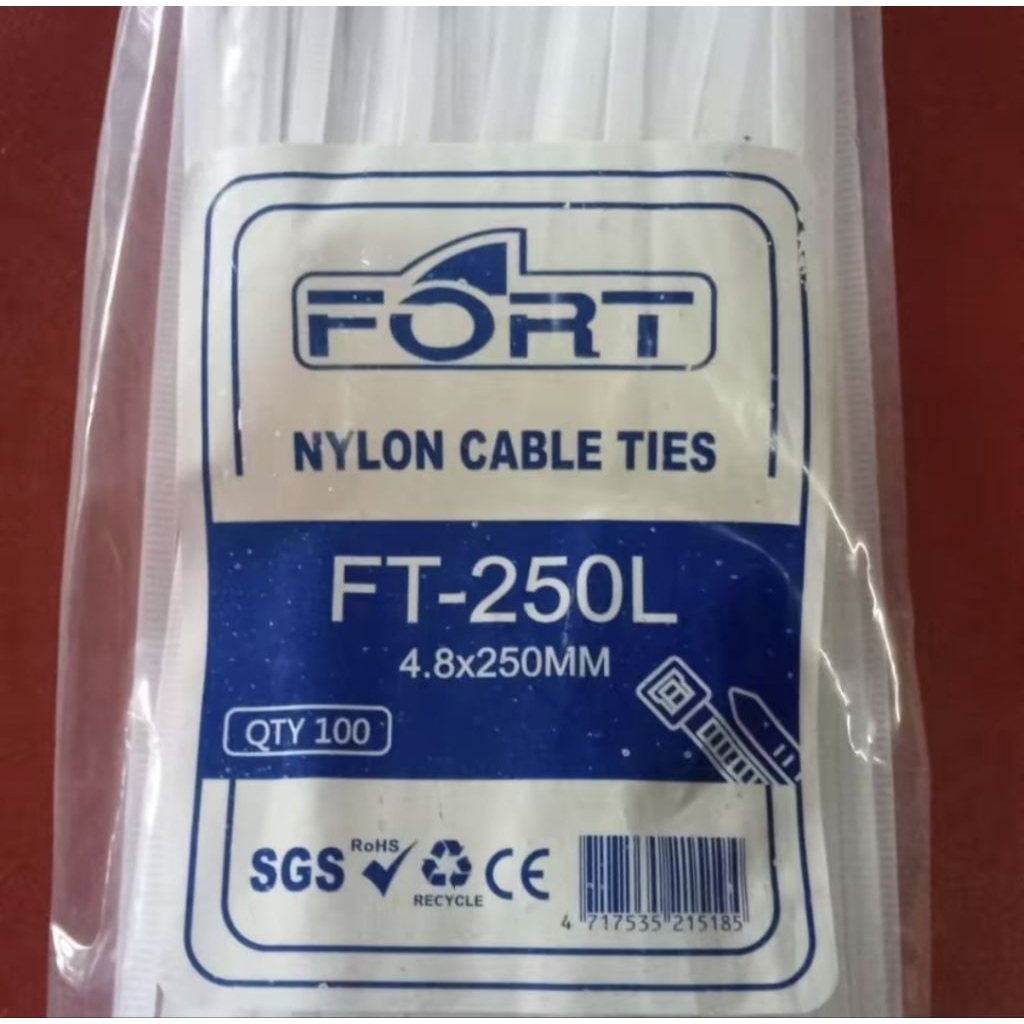 FORT
NYLON CABLE TIES
FT-250L
4.8x250MM
QTY 100
SGS RoHS CE
RECYCLE
4 717535 215185